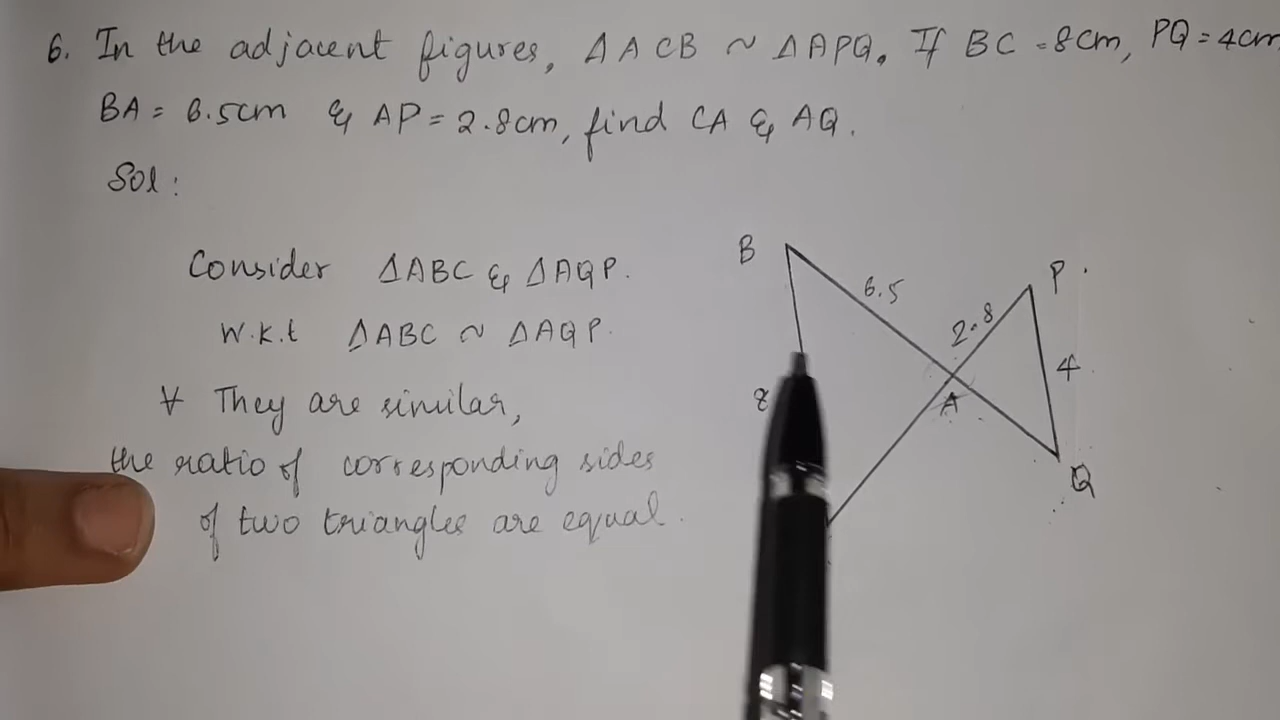 6. In the adjacent figures, ΔACB ~ ΔAPQ. If BC = 8cm, PQ = 4cm
BA = 6.5cm & AP = 2.8cm, find CA & AQ.
Sol:
Consider ΔABC & ΔAQP.
W.k.t ΔABC ~ ΔAQP.
∀ They are similar,
the ratio of corresponding sides
of two triangles are equal.
B
6.5
P
2.8
4
8
A
Q